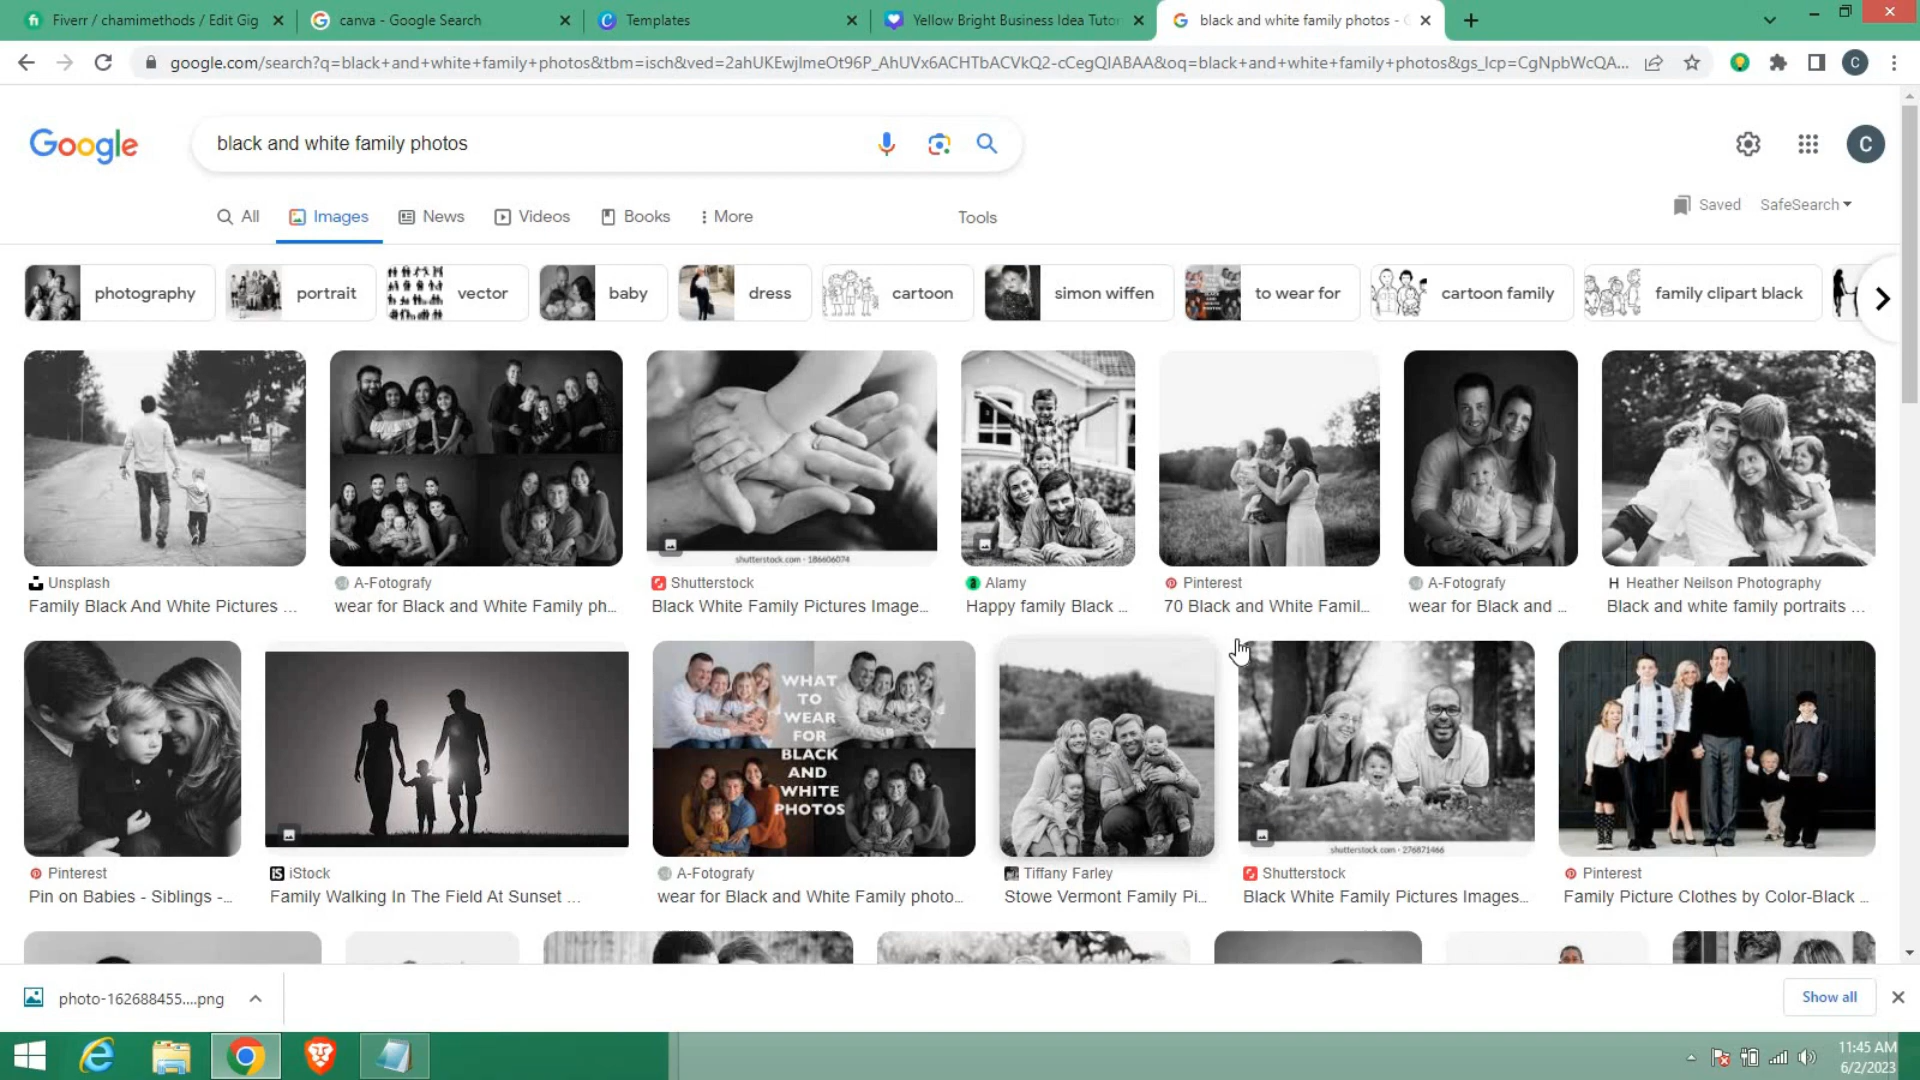 Fiverr / chamimethods / Edit Gig
canva - Google Search
Templates
Yellow Bright Business Idea Tutor
black and white family photos -
google.com/search?q=black+and+white+family+photos&tbm=isch&ved=2ahUKEwjImeOt96P_AhUVx6ACHTbACVkQ2-cCegQIABAA&oq=black+and+white+family+photos&gs_lcp=CgNpbWcQA...
C
Google
black and white family photos
C
All
Images
News
Videos
Books
More
Tools
Saved
SafeSearch
photography
portrait
vector
baby
dress
cartoon
simon wiffen
to wear for
cartoon family
family clipart black
shutterstock.com · 186606074
Unsplash
Family Black And White Pictures ...
A-Fotografy
wear for Black and White Family ph...
Shutterstock
Black White Family Pictures Image...
Alamy
Happy family Black ...
Pinterest
70 Black and White Famil...
A-Fotografy
wear for Black and ...
H Heather Neilson Photography
Black and white family portraits ...
WHAT
TO
WEAR
FOR
BLACK
AND
WHITE
PHOTOS
shutterstock.com · 276871466
Pinterest
Pin on Babies - Siblings -...
iS iStock
Family Walking In The Field At Sunset ...
A-Fotografy
wear for Black and White Family photo...
Tiffany Farley
Stowe Vermont Family Pi...
Shutterstock
Black White Family Pictures Images...
Pinterest
Family Picture Clothes by Color-Black ...
photo-162688455....png
Show all
11:45 AM
6/2/2023